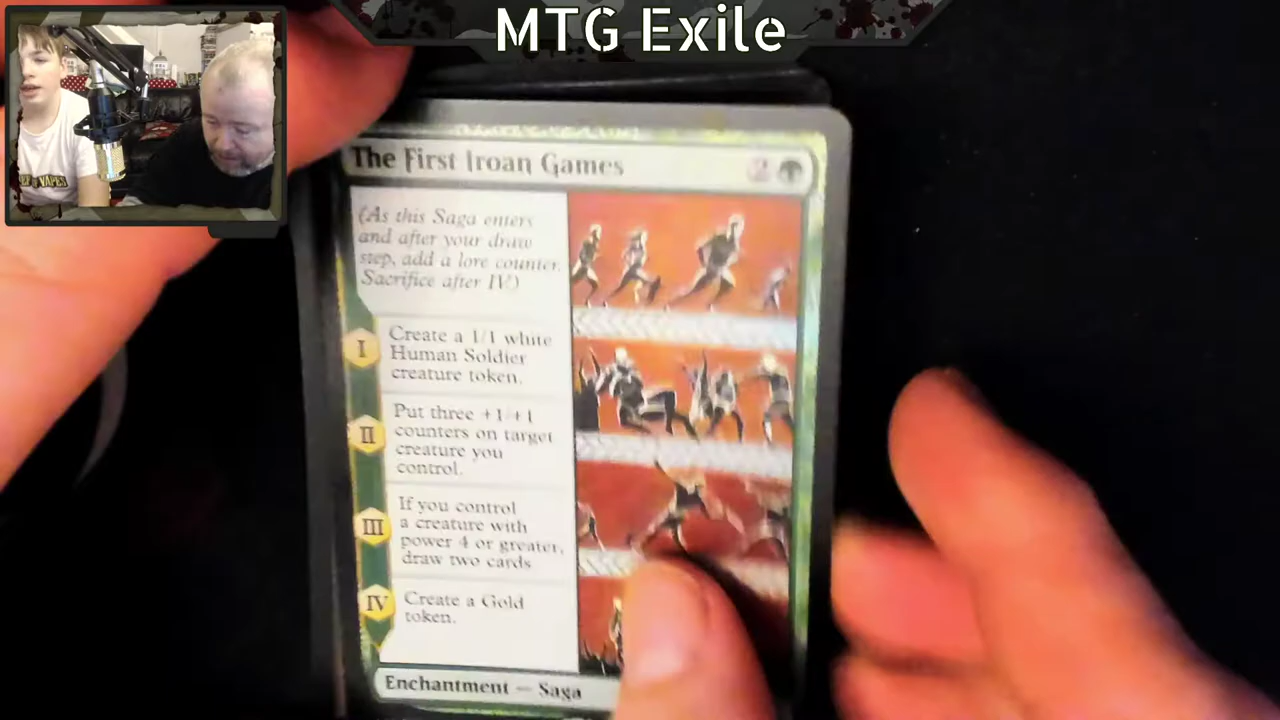 MTG Exile
The First Iroan Games 2
(As this Saga enters
and after your draw
step, add a lore counter.
Sacrifice after IV.)
I Create a 1/1 white
Human Soldier
creature token.
II Put three +1/+1
counters on target
creature you
control.
III If you control
a creature with
power 4 or greater,
draw two cards
IV Create a Gold
token.
Enchantment — Saga